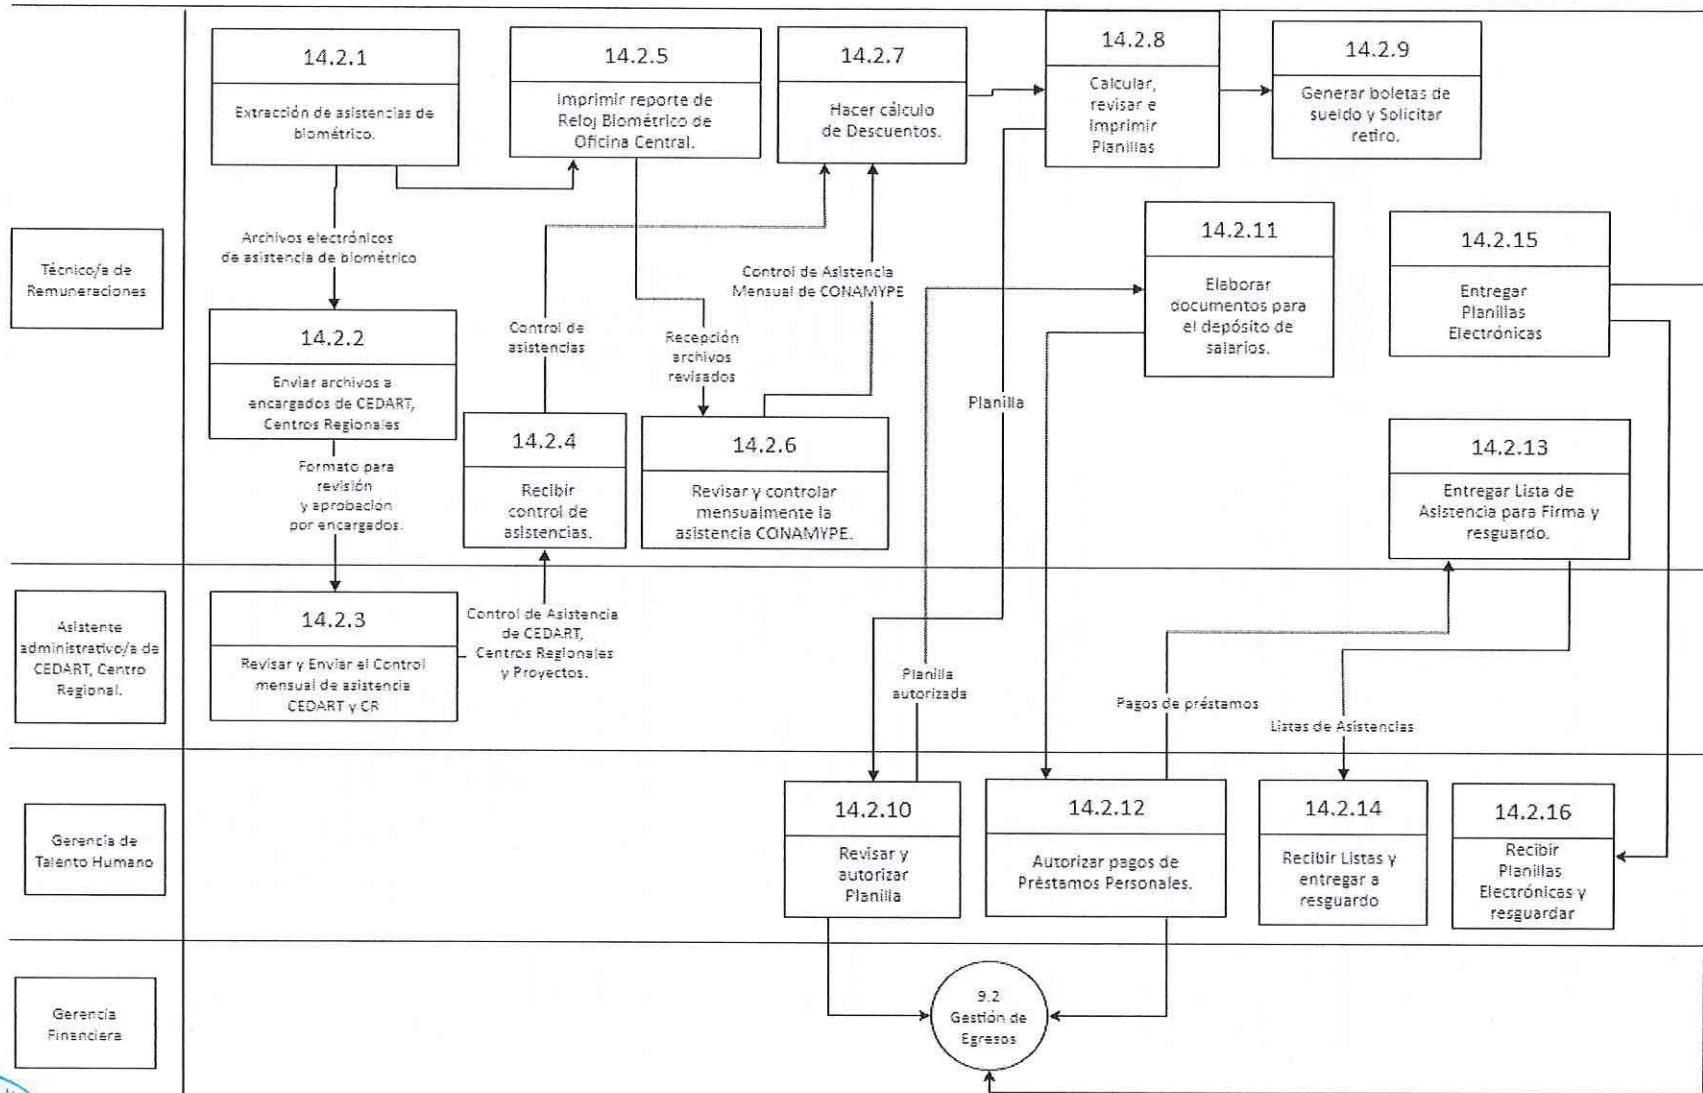 14.2.1
Extracción de asistencias de
biométrico.
14.2.5
Imprimir reporte de
Reloj Biométrico de
Oficina Central.
14.2.7
Hacer cálculo
de Descuentos.
14.2.8
Calcular,
revisar e
Imprimir
Planillas
14.2.9
Generar boletas de
sueldo y Solicitar
retiro.
Técnico/a de
Remuneraciones
Archivos electrónicos
de asistencia de biométrico
14.2.2
Enviar archivos a
encargados de CEDART,
Centros Regionales
Formato para
revisión
y aprobación
por encargados.
Control de
asistencias
14.2.4
Recibir
control de
asistencias.
Recepción
archivos
revisados
14.2.6
Revisar y controlar
mensualmente la
asistencia CONAMYPE.
Control de Asistencia
Mensual de CONAMYPE
Planilla
14.2.11
Elaborar
documentos para
el depósito de
salarios.
14.2.15
Entregar
Planillas
Electrónicas
14.2.13
Entregar Lista de
Asistencia para Firma y
resguardo.
Asistente
administrativo/a de
CEDART, Centro
Regional.
14.2.3
Revisar y Enviar el Control
mensual de asistencia
CEDART y CR
Control de Asistencia
de CEDART,
Centros Regionales
y Proyectos.
Planilla
autorizada
Pagos de préstamos
Listas de Asistencias
Gerencia de
Talento Humano
14.2.10
Revisar y
autorizar
Planilla
14.2.12
Autorizar pagos de
Préstamos Personales.
14.2.14
Recibir Listas y
entregar a
resguardo
14.2.16
Recibir
Planillas
Electrónicas y
resguardar
Gerencia
Financiera
9.2
Gestión de
Egresos